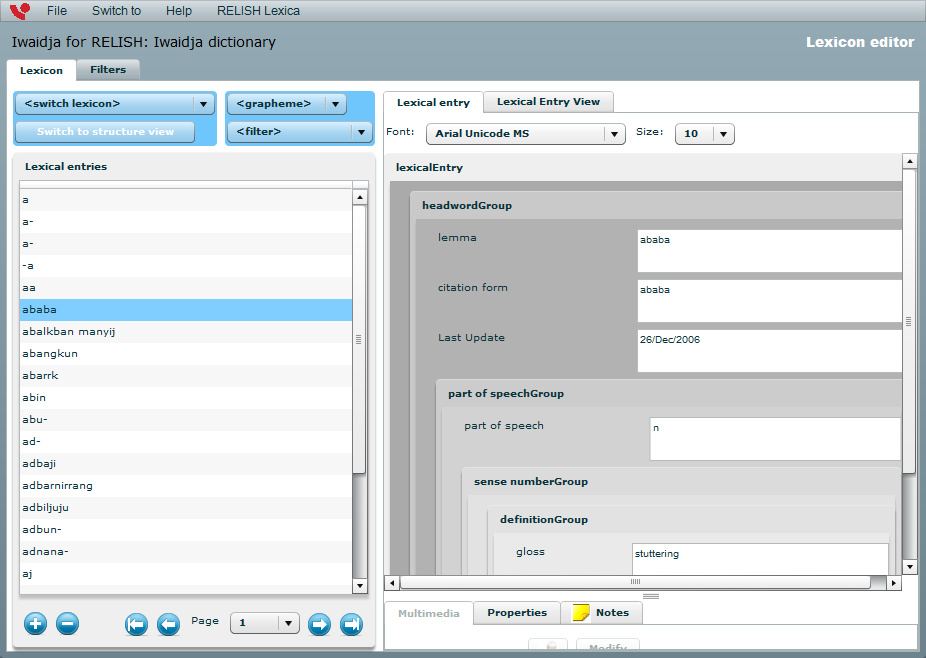 File Switch to Help RELISH Lexica
Iwaidja for RELISH: Iwaidja dictionary
Lexicon editor
Lexicon Filters
<switch lexicon>
Switch to structure view
<grapheme>
<filter>
Lexical entries
a
a-
a-
-a
aa
ababa
abalkban manyij
abangkun
abarrk
abin
abu-
ad-
adbaji
adbarnirrang
adbiljuju
adbun-
adnana-
aj
Page 1
Lexical entry Lexical Entry View
Font: Arial Unicode MS Size: 10
lexicalEntry
headwordGroup
lemma ababa
citation form ababa
Last Update 26/Dec/2006
part of speechGroup
part of speech n
sense numberGroup
definitionGroup
gloss stuttering
Multimedia Properties Notes
Modify